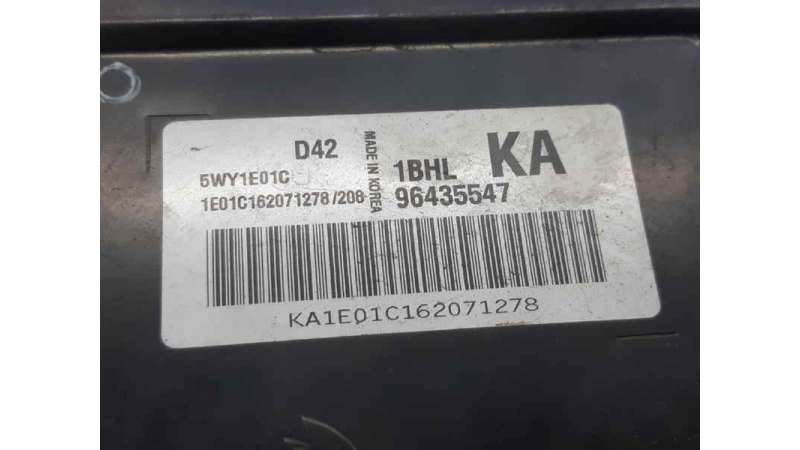 D42
MADE IN KOREA
1BHL KA
5WY1E01C
1E01C162071278/208
96435547
KA1E01C162071278